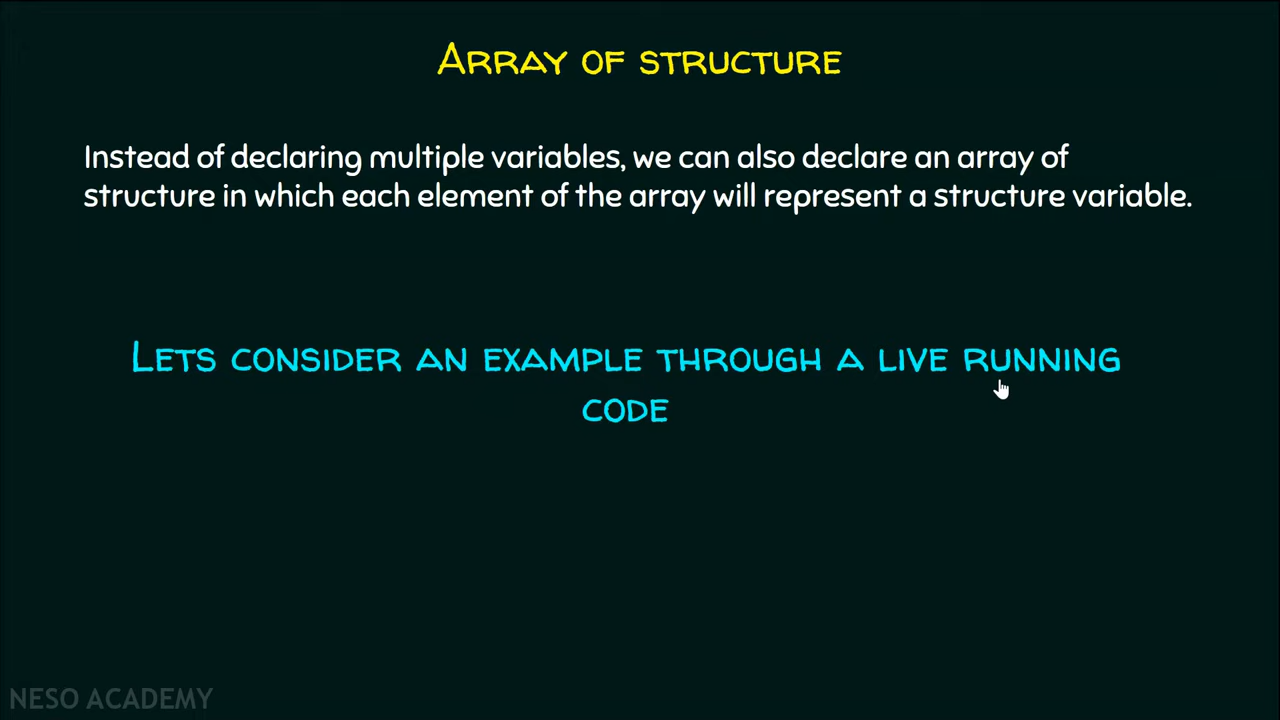 ARRAY OF STRUCTURE
Instead of declaring multiple variables, we can also declare an array of
structure in which each element of the array will represent a structure variable.
LETS CONSIDER AN EXAMPLE THROUGH A LIVE RUNNING
CODE
NESO ACADEMY